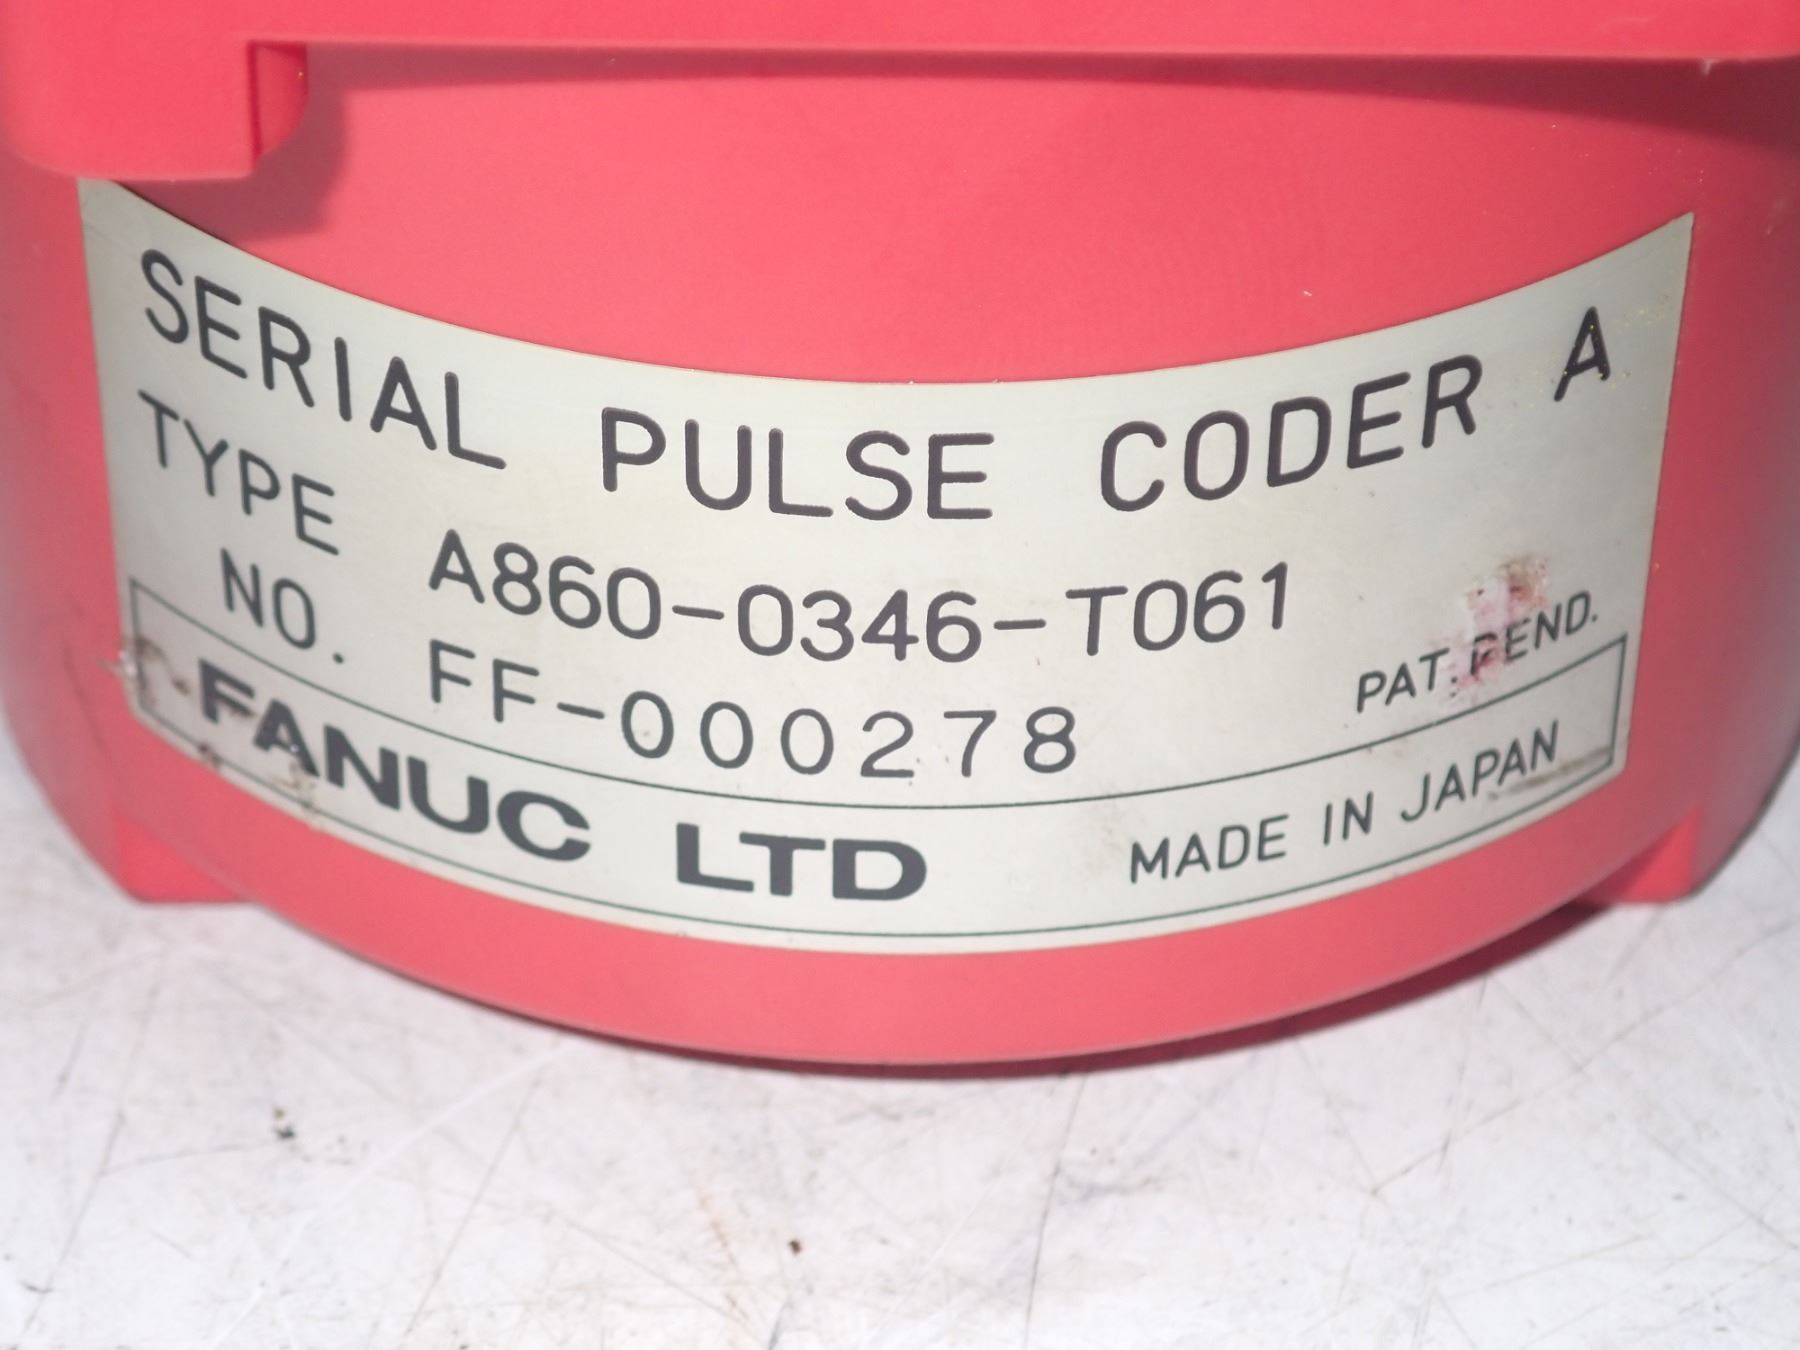 SERIAL PULSE CODER A
TYPE A860-0346-T061
NO. FF-000278
PAT. PEND.
FANUC LTD MADE IN JAPAN